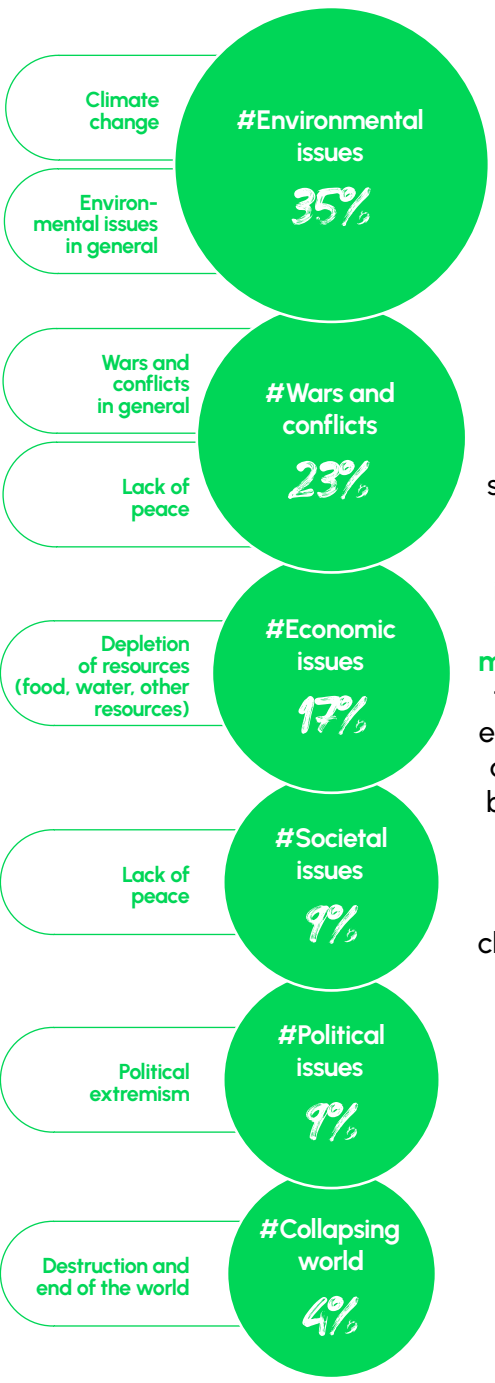 Climate
change
#Environmental
issues
35%
Environ-
mental issues
in general
Wars and
conflicts
in general
#Wars and
conflicts
23%
Lack of
peace
s
Depletion
of resources
(food, water, other
resources)
#Economic
issues
17%
m
e
b
Lack of
peace
#Societal
issues
9%
cl
Political
extremism
#Political
issues
9%
Destruction and
end of the world
#Collapsing
world
4%